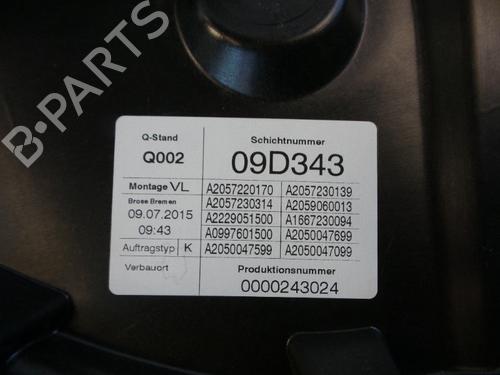 B-PARTS
Q-Stand
Q002
Schichtnummer
09D343
Montage VL
Brose Bremen
09.07.2015
09:43
Auftragstyp K
A2057220170 A2057230139
A2057230314 A2059060013
A2229051500 A1667230094
A0997601500 A2050047699
A2050047599 A2050047099
Verbauort
Produktionsnummer
0000243024